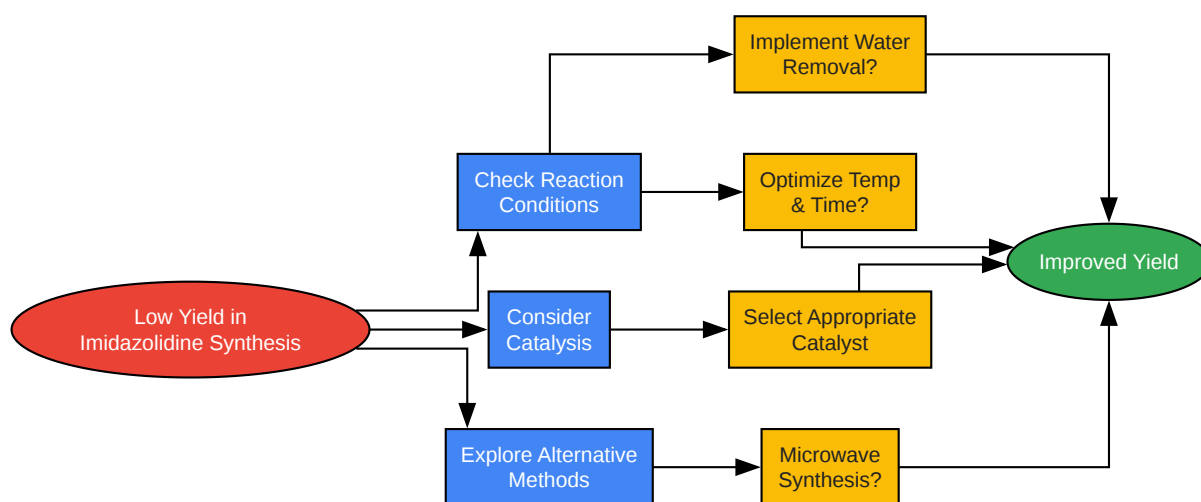 Implement Water
Removal?
Check Reaction
Conditions
Optimize Temp
& Time?
Improved Yield
Low Yield in
Imidazolidine Synthesis
Consider
Catalysis
Select Appropriate
Catalyst
Explore Alternative
Methods
Microwave
Synthesis?